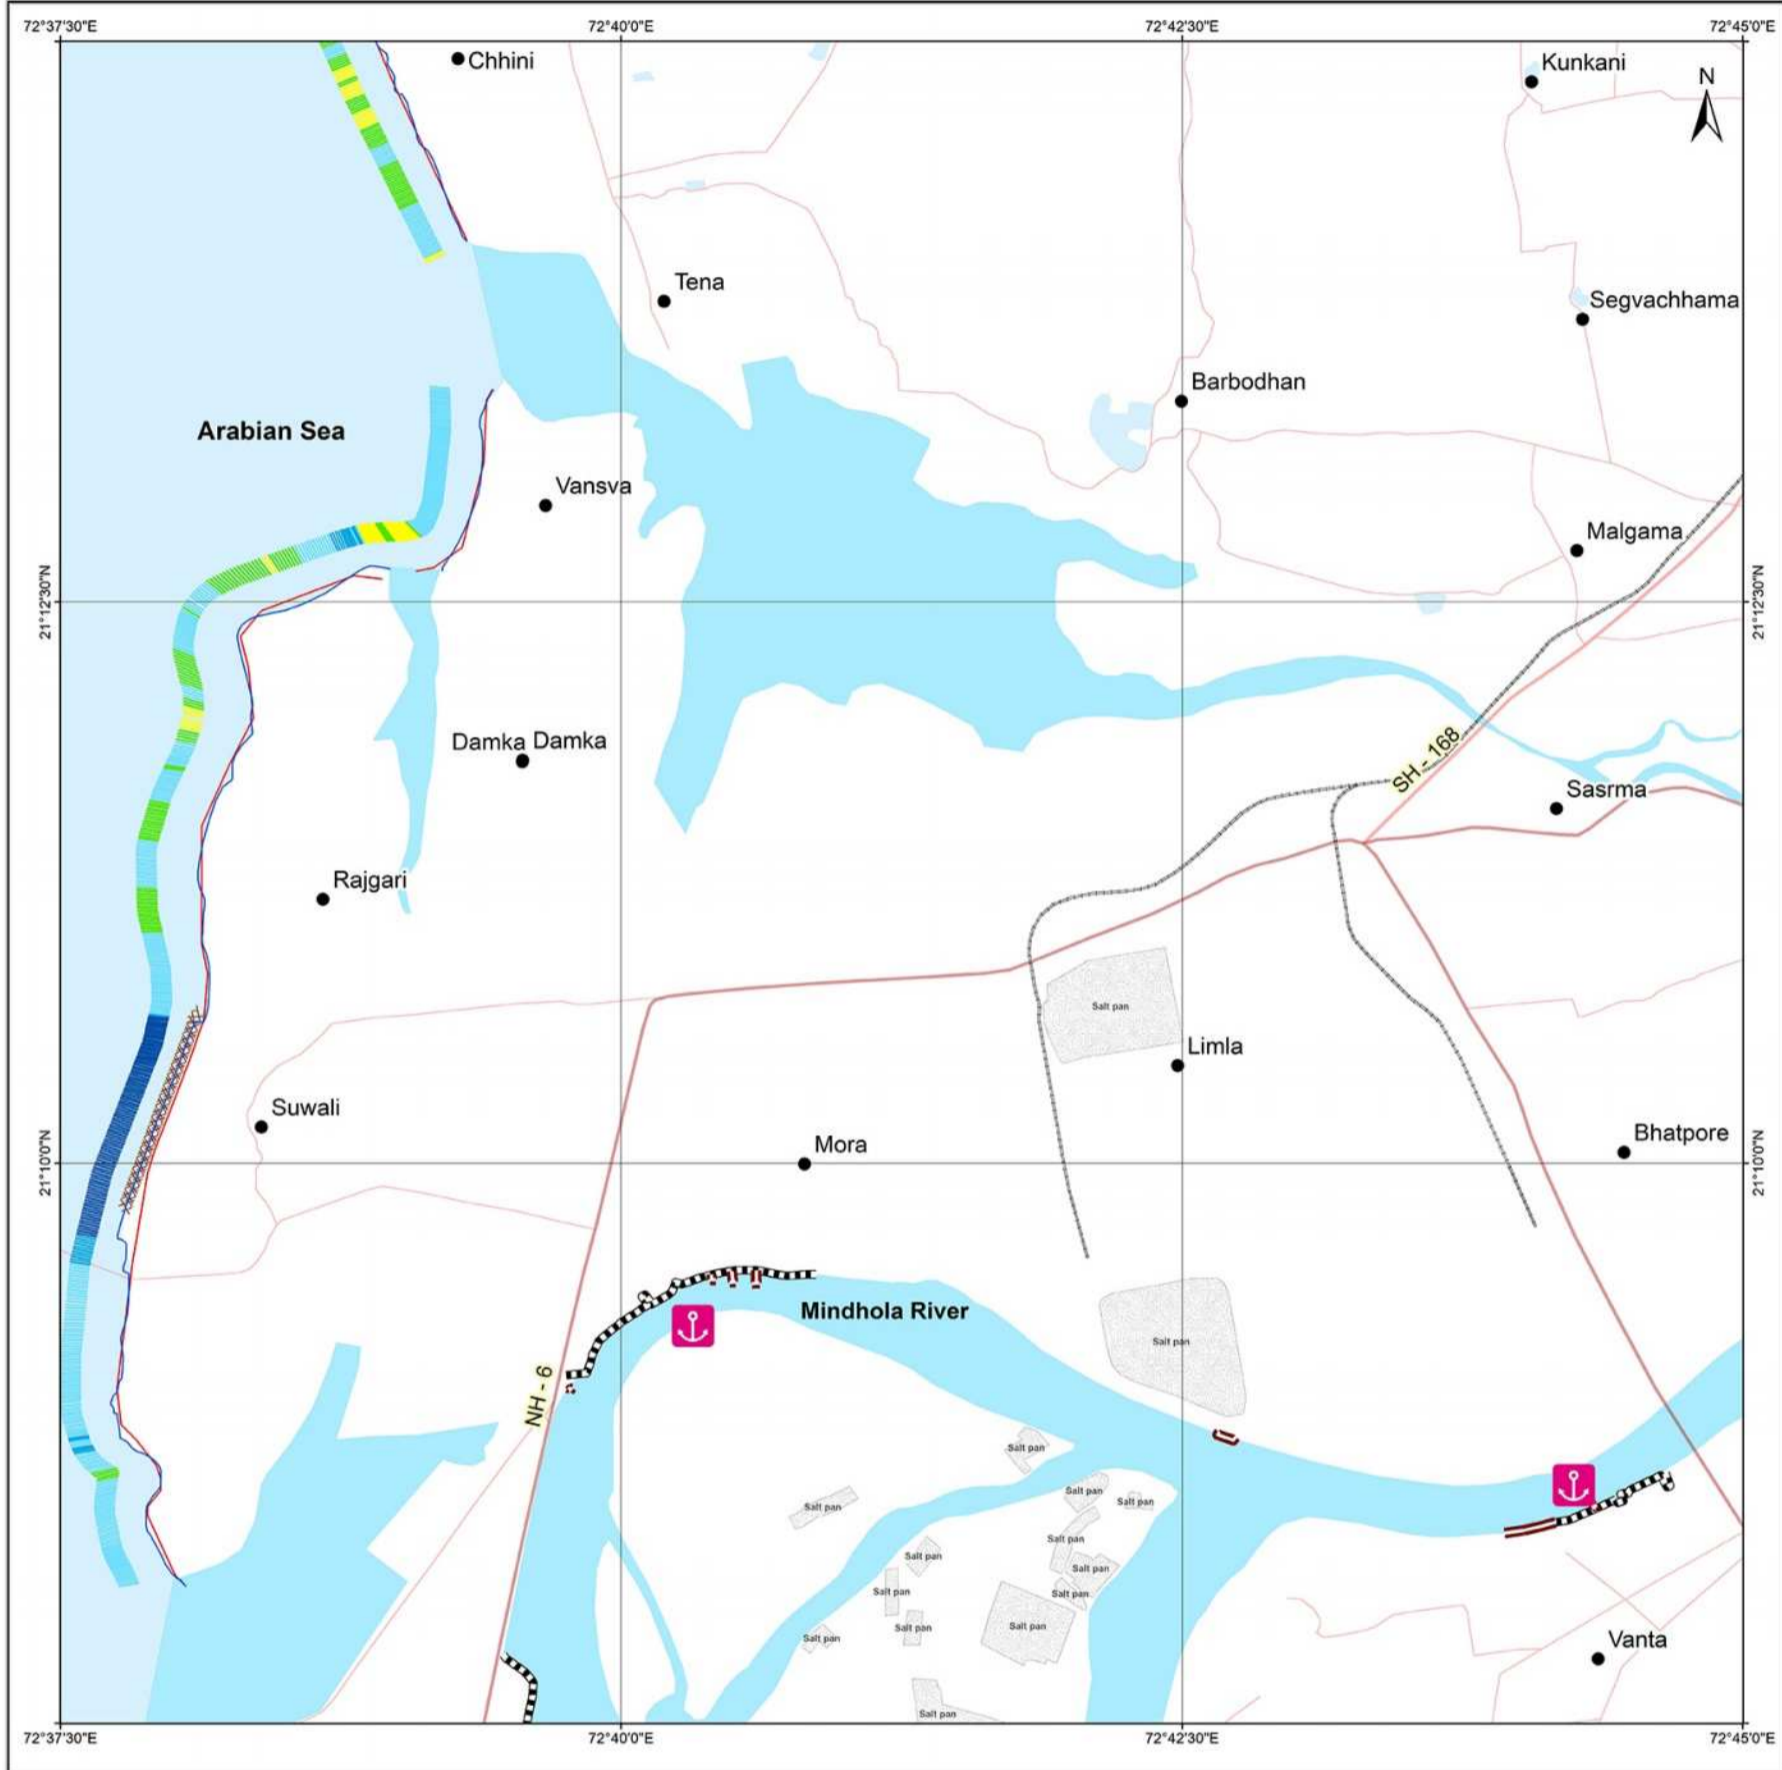 72°37'30"E
72°40'0"E
72°42'30"E
72°45'0"E
Chhini
Kunkani
N
Tena
Segvachhama
Barbodhan
Arabian Sea
Vansva
Malgama
21°12'30"N
21°12'30"N
Damka Damka
SH - 168
Sasrma
Rajgari
Salt pan
Limla
Suwali
Bhatpore
Mora
21°10'0"N
21°10'0"N
Mindhola River
Salt pan
NH - 6
Salt pan
Salt pan
Salt pan
Salt pan
Salt pan
Salt pan
Salt pan
Salt pan
Salt pan
Salt pan
Salt pan
Salt pan
Vanta
Salt pan
72°37'30"E
72°40'0"E
72°42'30"E
72°45'0"E